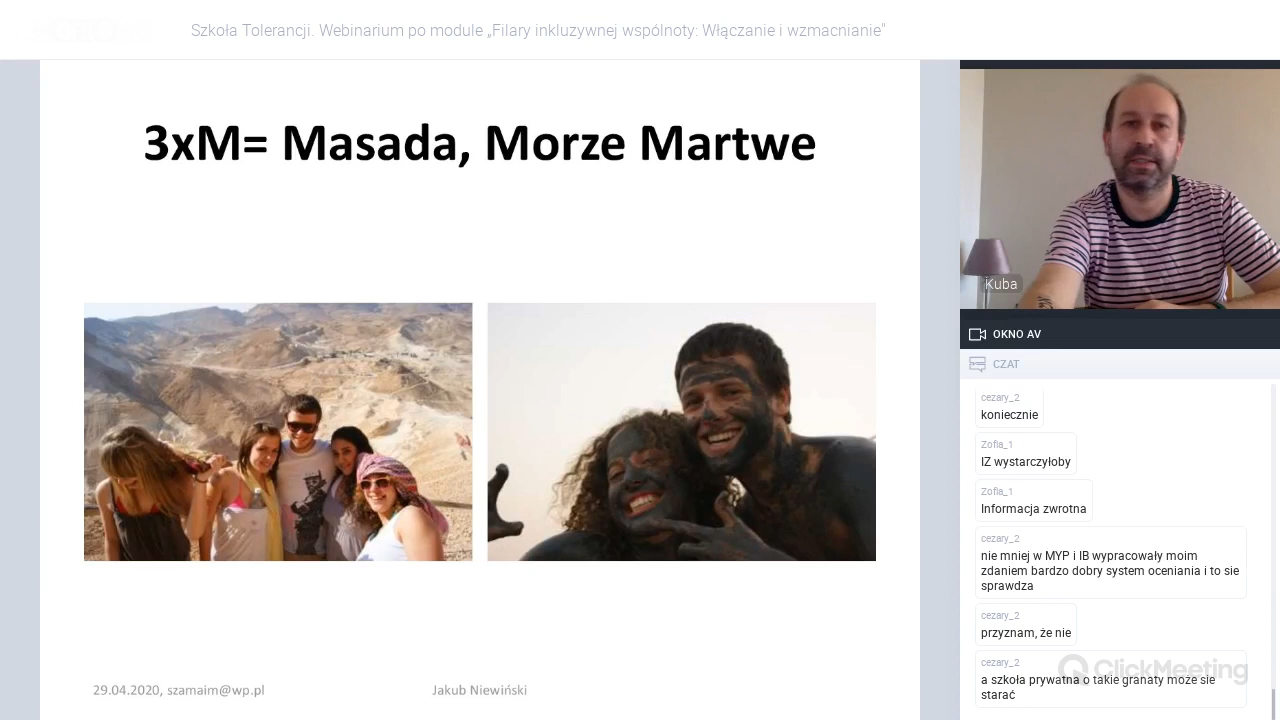 Szkoła Tolerancji. Webinarium po module „Filary inkluzywnej wspólnoty: Włączanie i wzmacnianie"
3xM= Masada, Morze Martwe
29.04.2020, szamaim@wp.pl
Jakub Niewiński
Kuba
OKNO AV
CZAT
cezary_2
koniecznie
Zofia_1
IZ wystarczyłoby
Zofia_1
Informacja zwrotna
cezary_2
nie mniej w MYP i IB wypracowały moim
zdaniem bardzo dobry system oceniania i to sie
sprawdza
cezary_2
przyznam, że nie
cezary_2
a szkoła prywatna o takie granaty może sie
starać
ClickMeeting